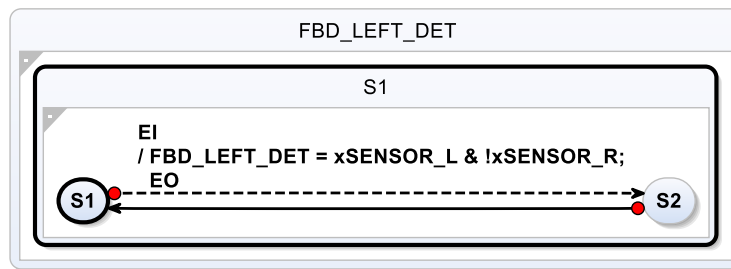 FBD_LEFT_DET
S1
EI
/ FBD_LEFT_DET = xSENSOR_L & !xSENSOR_R;
EO
S1
S2